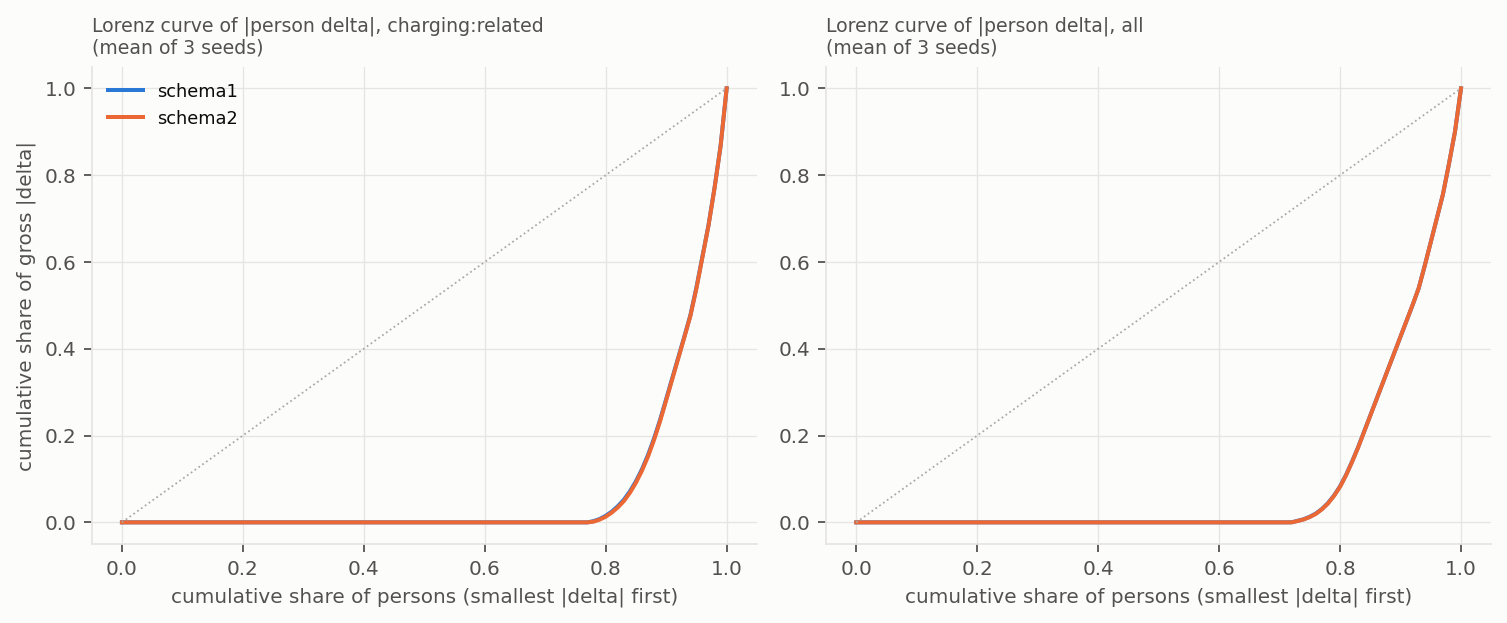 Lorenz curve of |person delta|, charging:related
(mean of 3 seeds)
schema1
schema2
1.0
0.8
0.6
0.4
0.2
0.0
cumulative share of gross |delta|
0.0 0.2 0.4 0.6 0.8 1.0
cumulative share of persons (smallest |delta| first)
Lorenz curve of |person delta|, all
(mean of 3 seeds)
1.0
0.8
0.6
0.4
0.2
0.0
0.0 0.2 0.4 0.6 0.8 1.0
cumulative share of persons (smallest |delta| first)